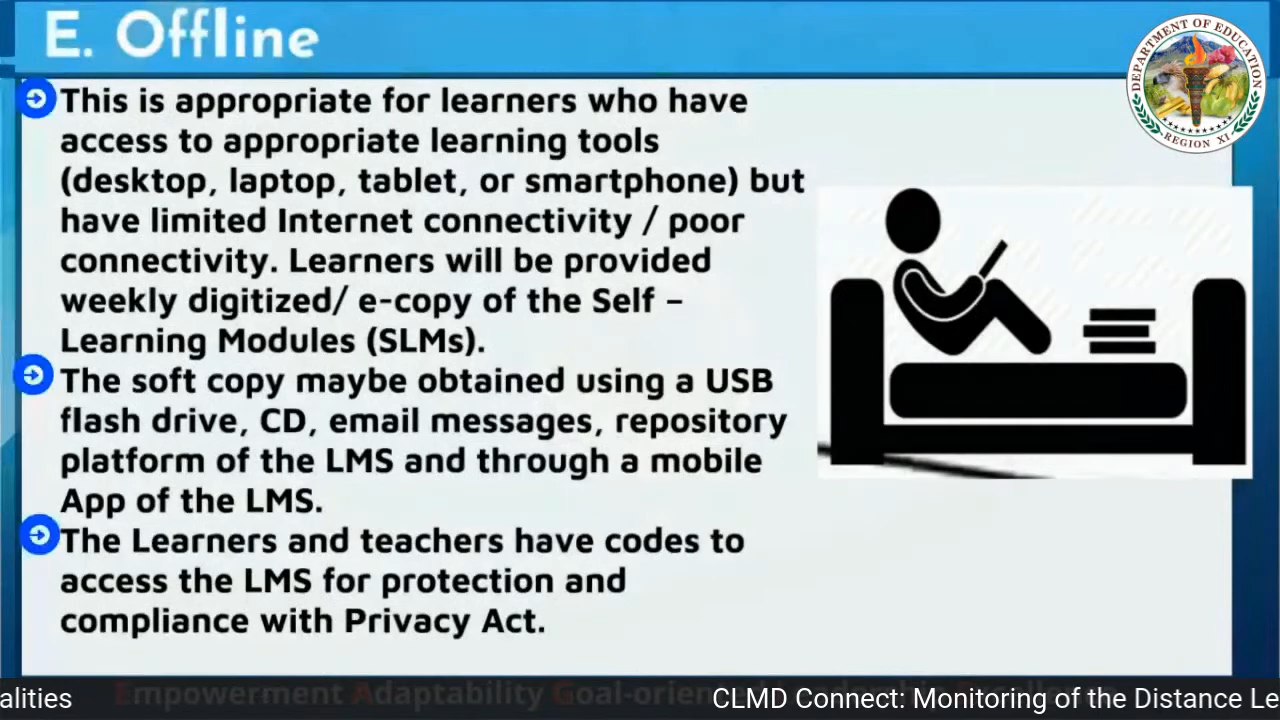 E. Offline
DEPARTMENT OF EDUCATION
REGION XI
This is appropriate for learners who have
access to appropriate learning tools
(desktop, laptop, tablet, or smartphone) but
have limited Internet connectivity / poor
connectivity. Learners will be provided
weekly digitized/ e-copy of the Self –
Learning Modules (SLMs).
The soft copy maybe obtained using a USB
flash drive, CD, email messages, repository
platform of the LMS and through a mobile
App of the LMS.
The Learners and teachers have codes to
access the LMS for protection and
compliance with Privacy Act.
Empowerment Adaptability Goal-orien
alities CLMD Connect: Monitoring of the Distance Le